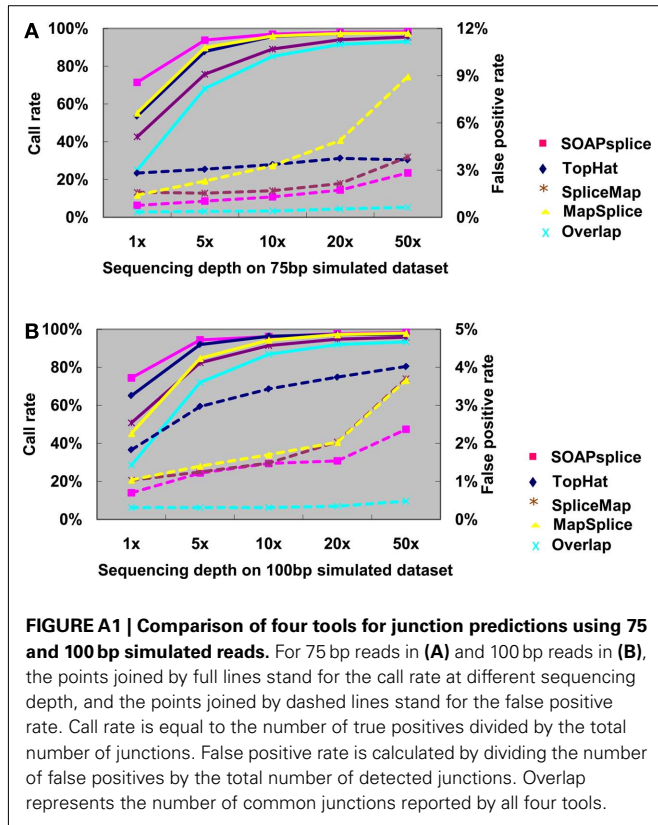 A
100%
80%
60%
40%
20%
0%
Call rate
12%
9%
6%
3%
0%
False positive rate
1x 5x 10x 20x 50x
Sequencing depth on 75bp simulated dataset
SOAPsplice
TopHat
SpliceMap
MapSplice
Overlap
B
100%
80%
60%
40%
20%
0%
Call rate
5%
4%
3%
2%
1%
0%
False positive rate
1x 5x 10x 20x 50x
Sequencing depth on 100bp simulated dataset
SOAPsplice
TopHat
SpliceMap
MapSplice
Overlap
FIGURE A1 | Comparison of four tools for junction predictions using 75
and 100 bp simulated reads. For 75 bp reads in (A) and 100 bp reads in (B),
the points joined by full lines stand for the call rate at different sequencing
depth, and the points joined by dashed lines stand for the false positive
rate. Call rate is equal to the number of true positives divided by the total
number of junctions. False positive rate is calculated by dividing the number
of false positives by the total number of detected junctions. Overlap
represents the number of common junctions reported by all four tools.